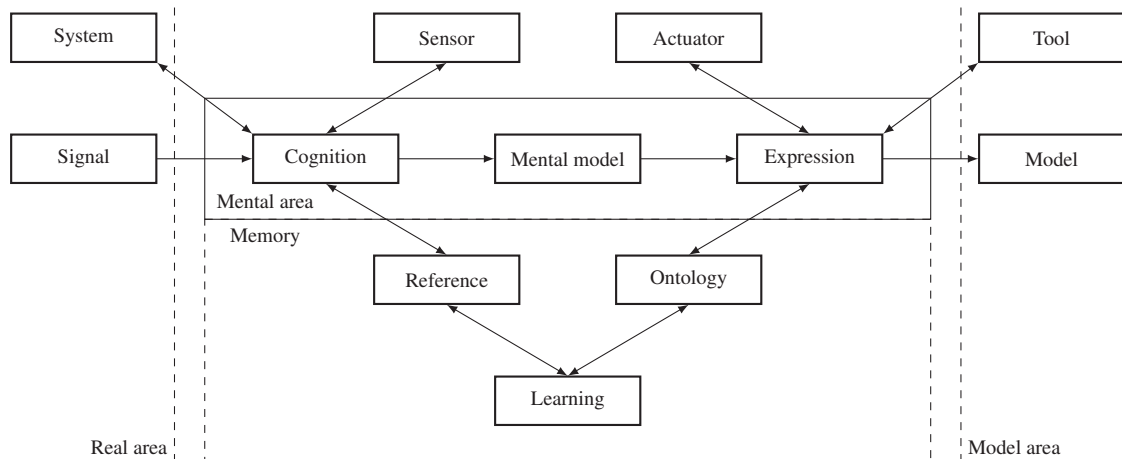 System
Sensor
Actuator
Tool
Signal
Cognition
Mental model
Expression
Model
Mental area
Memory
Reference
Ontology
Learning
Real area
Model area